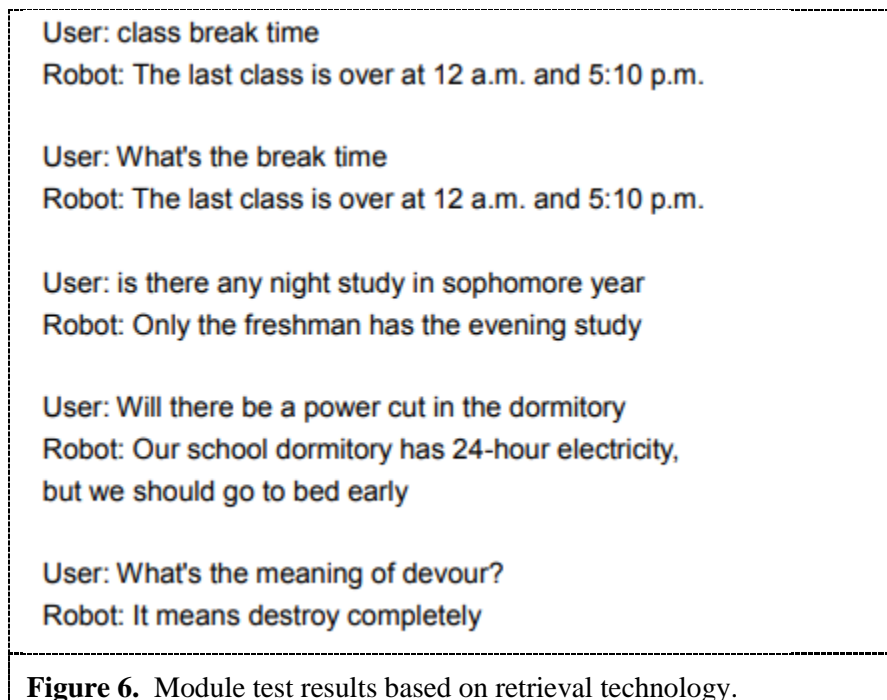 User: class break time
Robot: The last class is over at 12 a.m. and 5:10 p.m.
User: What's the break time
Robot: The last class is over at 12 a.m. and 5:10 p.m.
User: is there any night study in sophomore year
Robot: Only the freshman has the evening study
User: Will there be a power cut in the dormitory
Robot: Our school dormitory has 24-hour electricity,
but we should go to bed early
User: What's the meaning of devour?
Robot: It means destroy completely
Figure 6. Module test results based on retrieval technology.